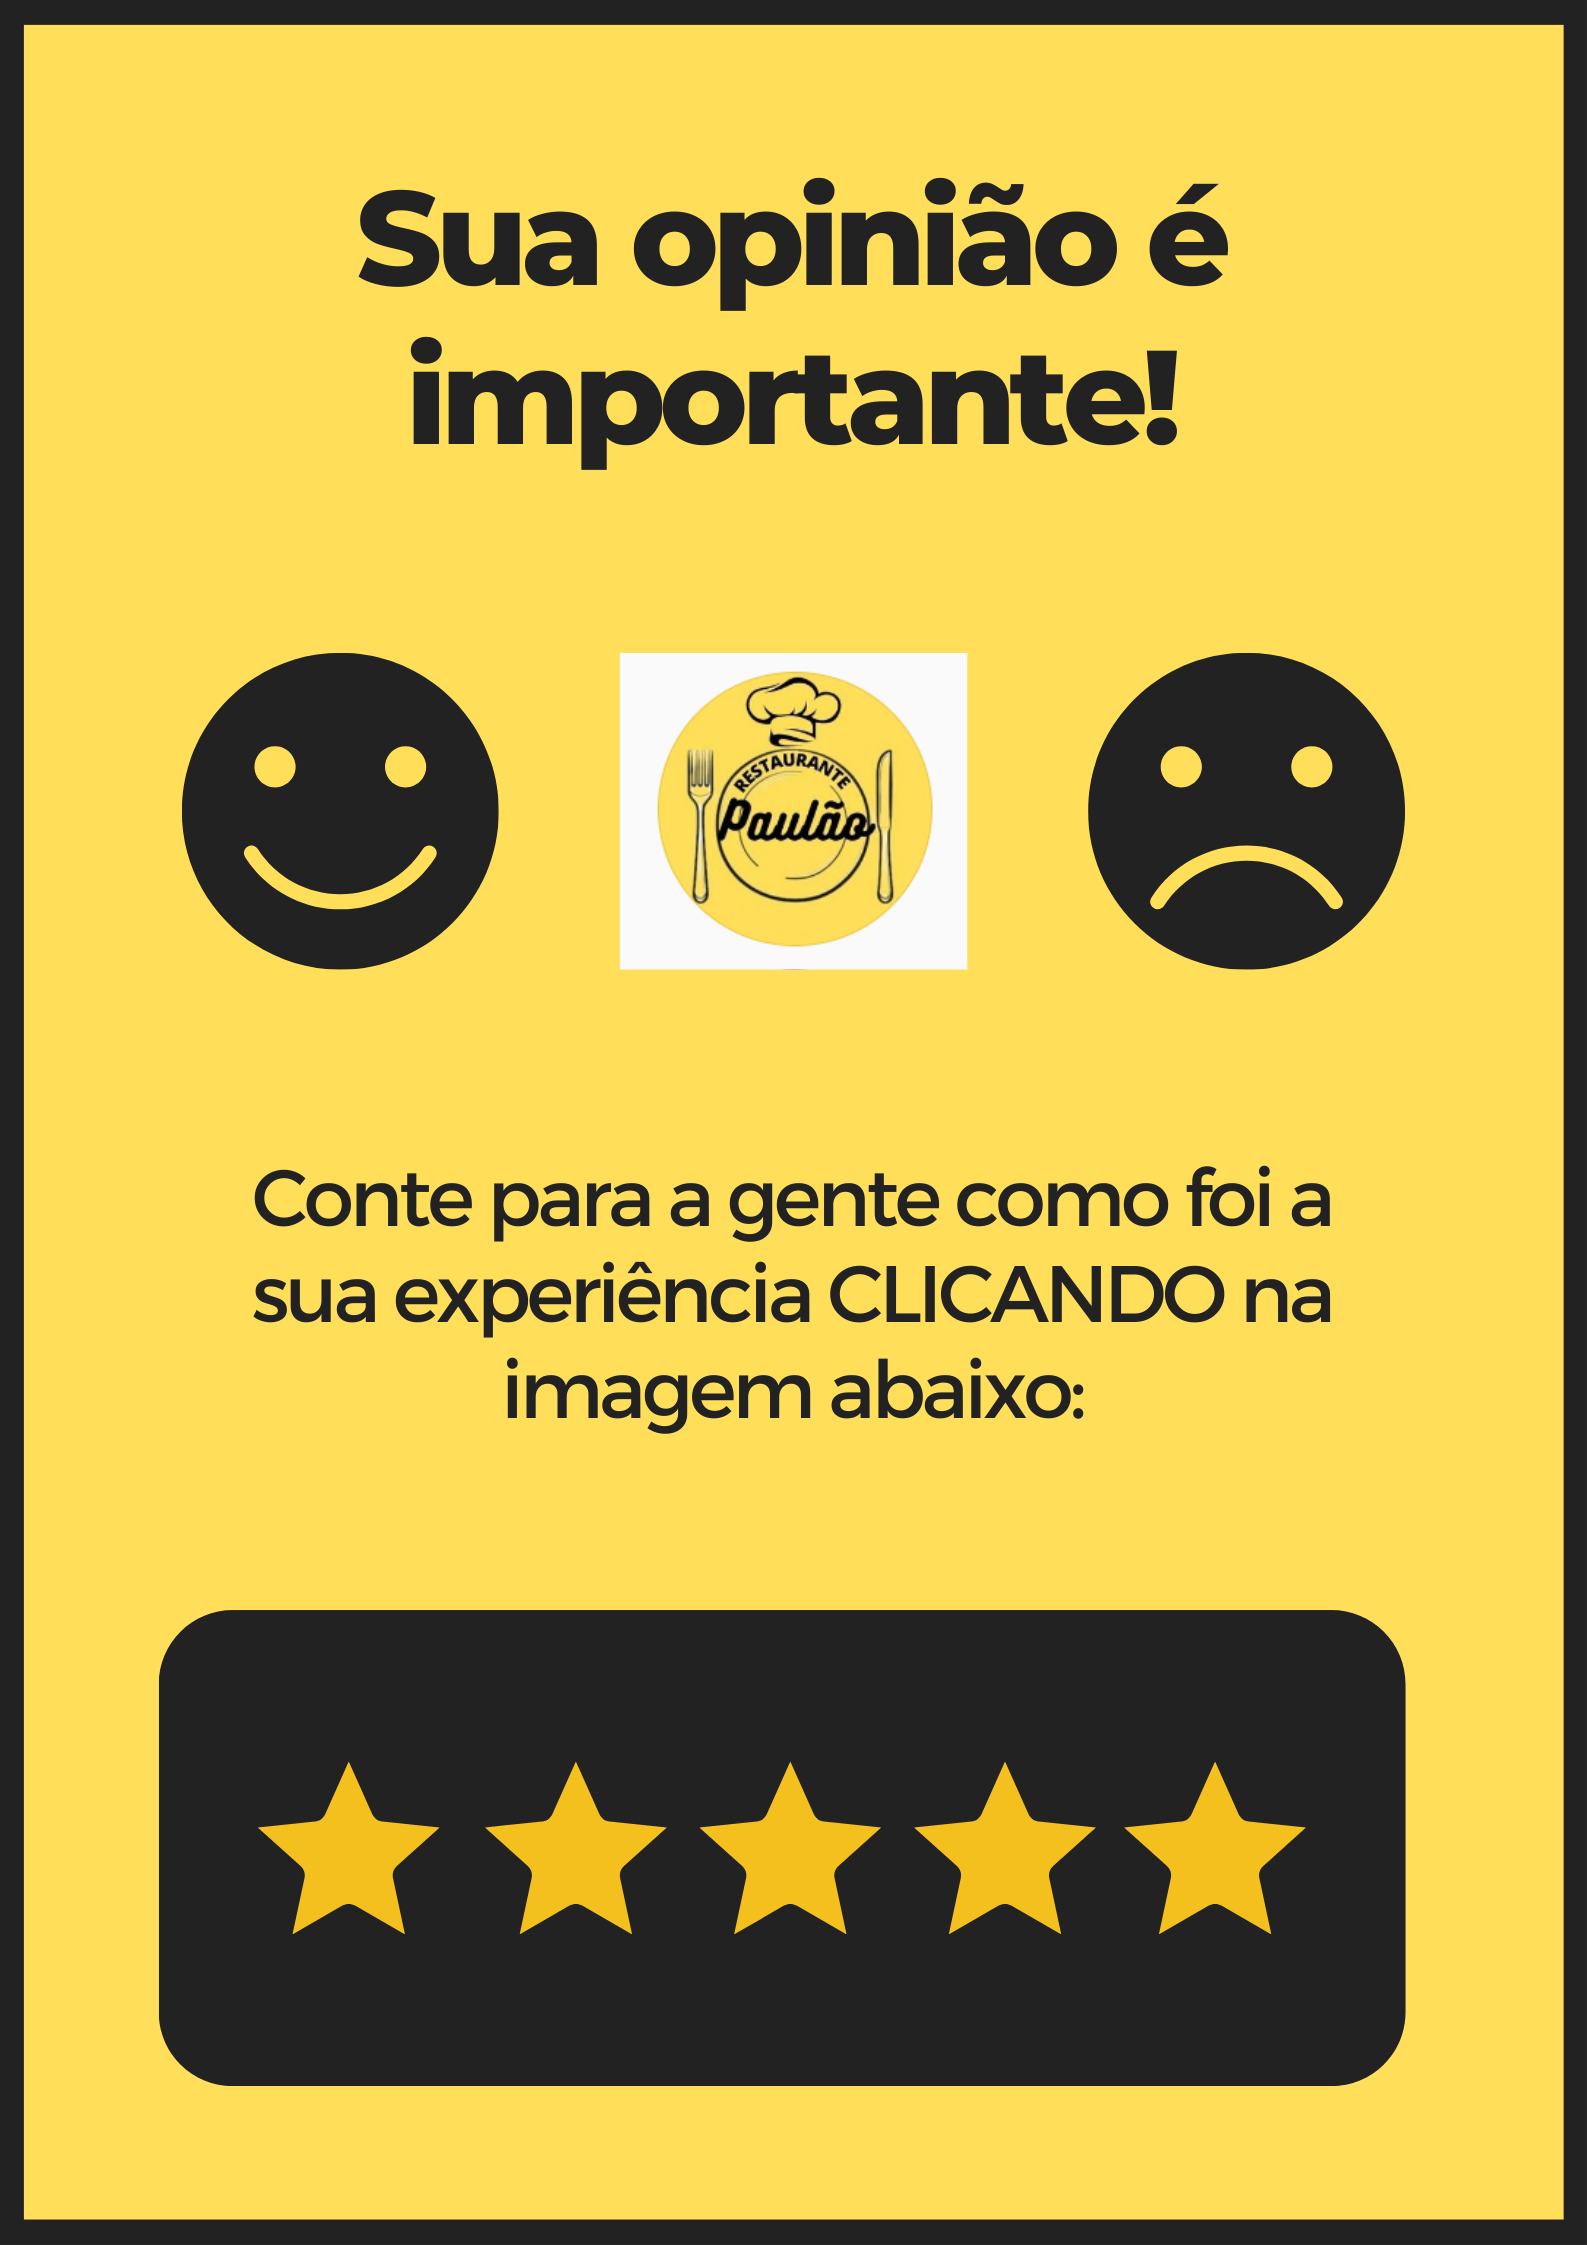 Sua opinião é
importante!
RESTAURANTE
Paulão
Conte para a gente como foi a
sua experiência CLICANDO na
imagem abaixo: